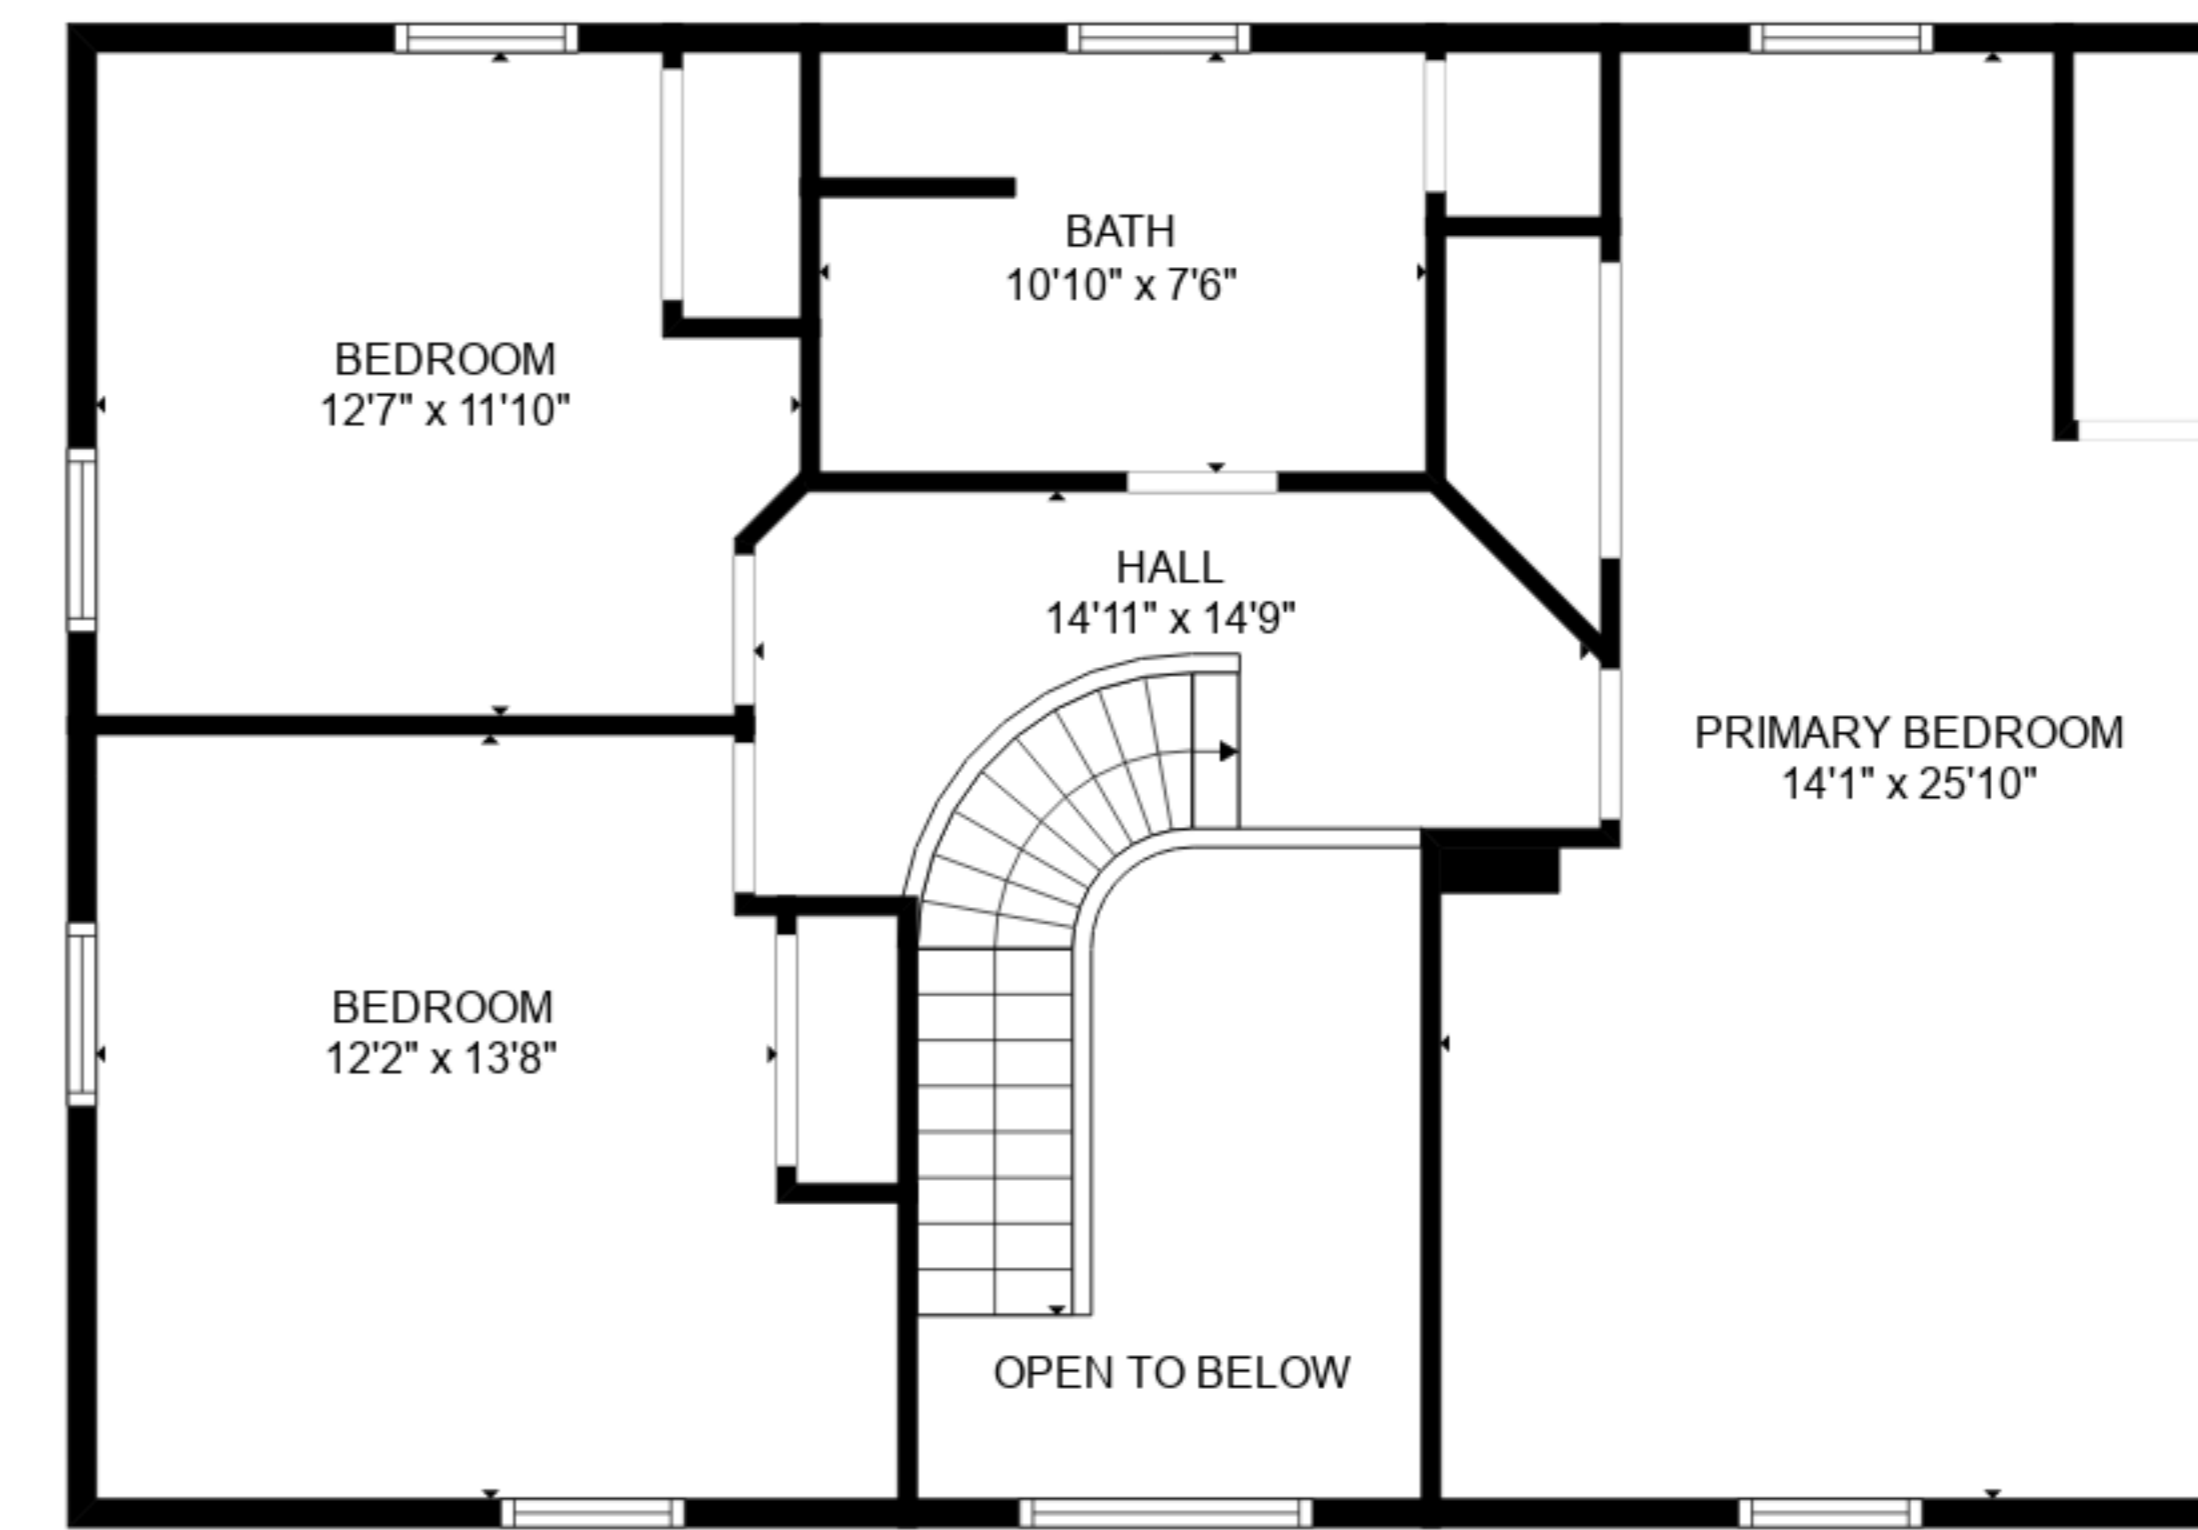 BATH
10'10" x 7'6"
BEDROOM
12'7" x 11'10"
HALL
14'11" x 14'9"
PRIMARY BEDROOM
14'1" x 25'10"
BEDROOM
12'2" x 13'8"
OPEN TO BELOW